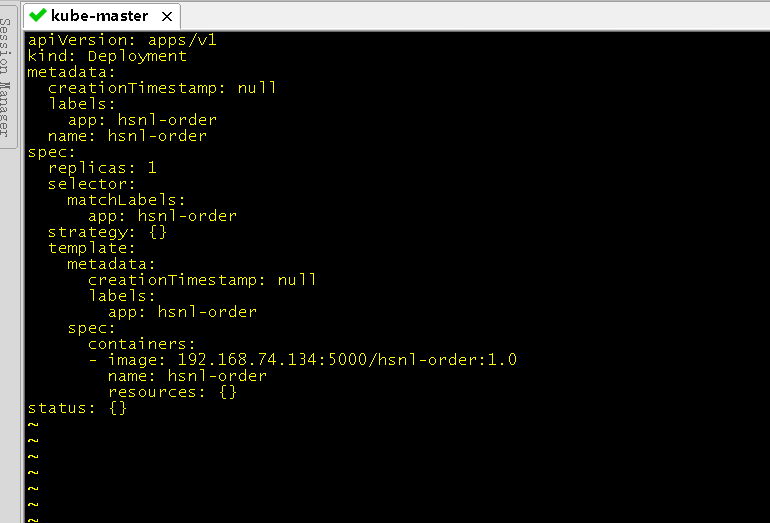 kube-master
Session Manager
apiVersion: apps/v1
kind: Deployment
metadata:
  creationTimestamp: null
  labels:
    app: hsnl-order
  name: hsnl-order
spec:
  replicas: 1
  selector:
    matchLabels:
      app: hsnl-order
  strategy: {}
  template:
    metadata:
      creationTimestamp: null
      labels:
        app: hsnl-order
    spec:
      containers:
      - image: 192.168.74.134:5000/hsnl-order:1.0
        name: hsnl-order
        resources: {}
status: {}
~
~
~
~
~
~
~